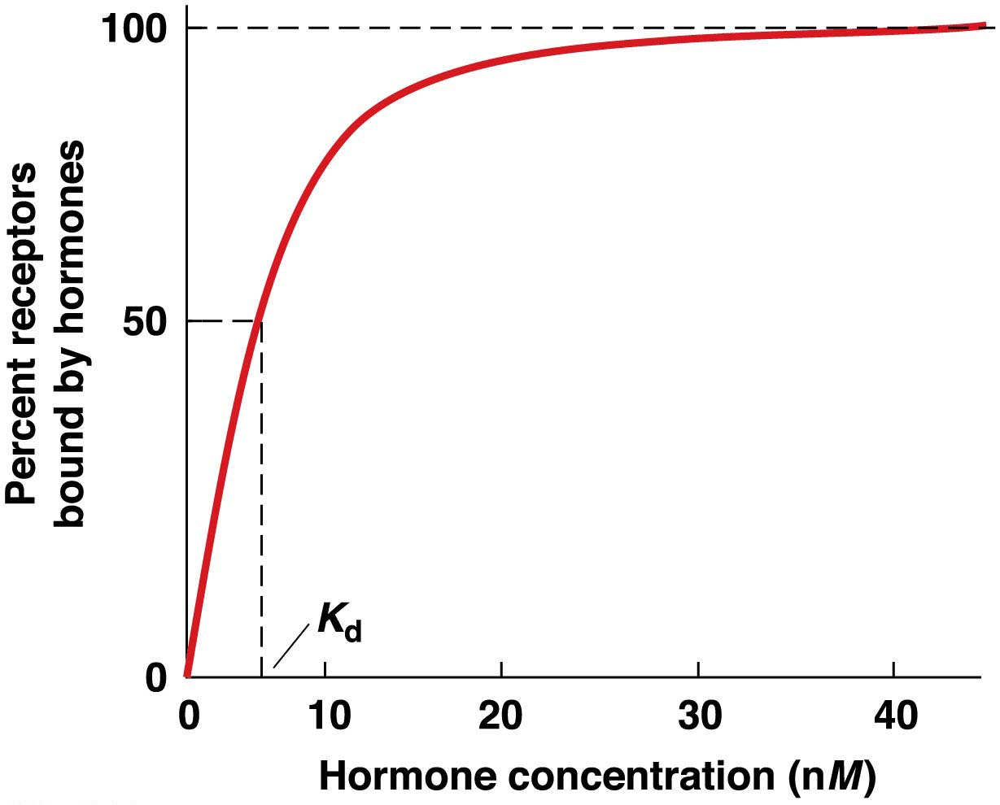 100
50
0
Percent receptors
bound by hormones
Kd
0 10 20 30 40
Hormone concentration (nM)